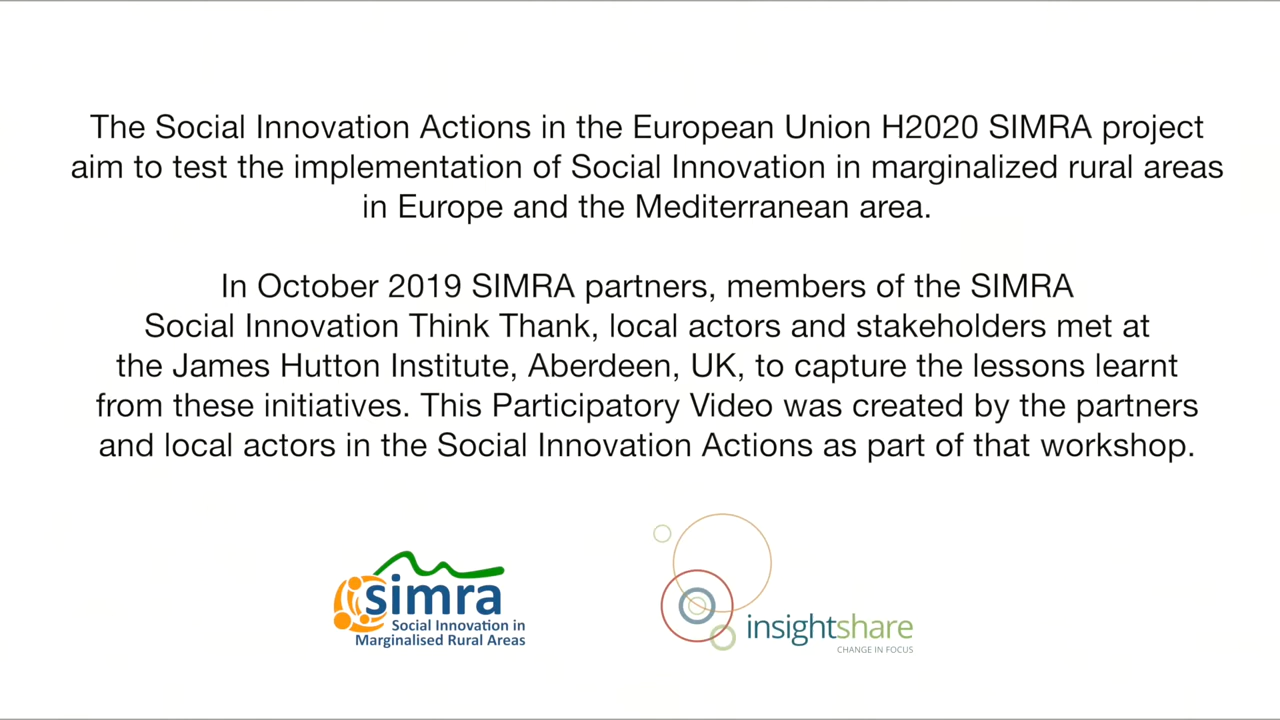 The Social Innovation Actions in the European Union H2020 SIMRA project
aim to test the implementation of Social Innovation in marginalized rural areas
in Europe and the Mediterranean area.
In October 2019 SIMRA partners, members of the SIMRA
Social Innovation Think Thank, local actors and stakeholders met at
the James Hutton Institute, Aberdeen, UK, to capture the lessons learnt
from these initiatives. This Participatory Video was created by the partners
and local actors in the Social Innovation Actions as part of that workshop.
simra
Social Innovation in
Marginalised Rural Areas
insightshare
CHANGE IN FOCUS